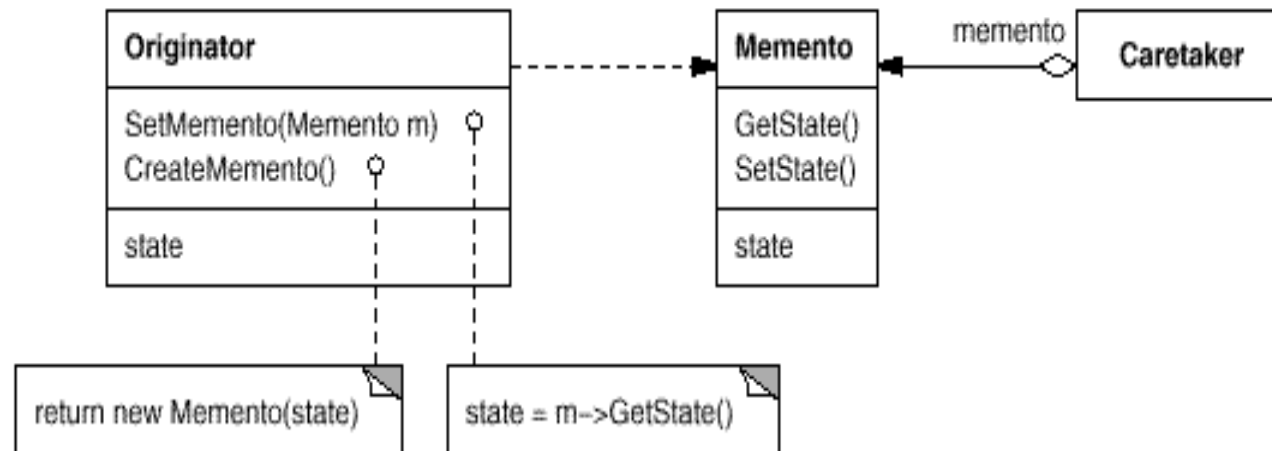 Originator
SetMemento(Memento m)
CreateMemento()
state
Memento
GetState()
SetState()
state
memento
Caretaker
return new Memento(state)
state = m->GetState()